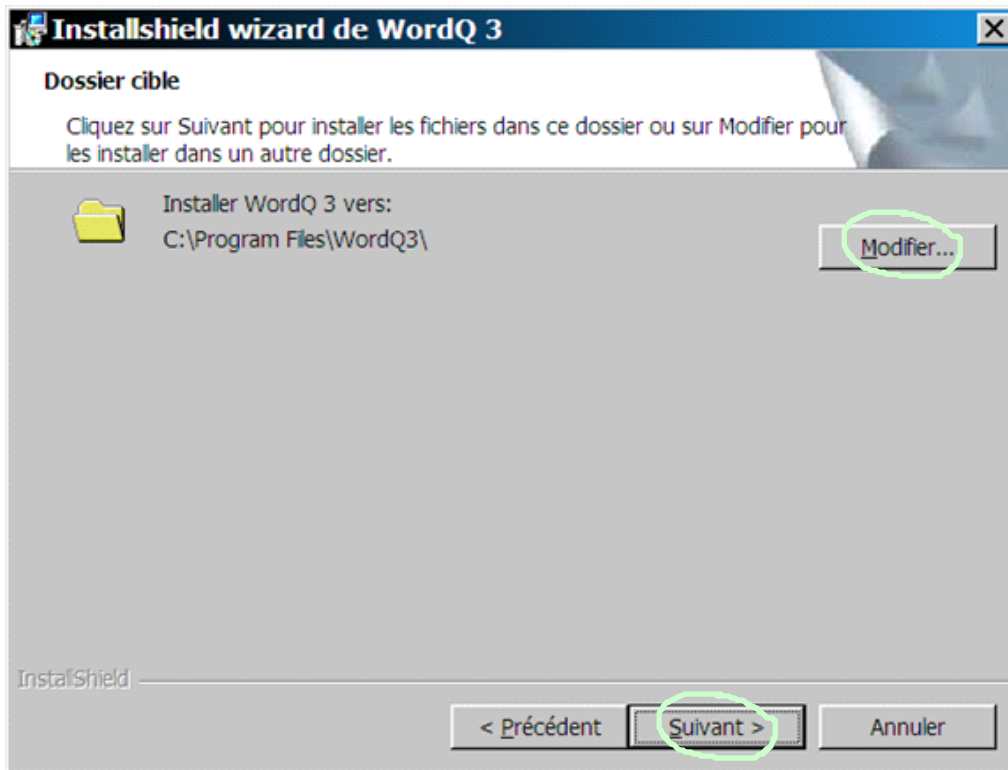 Installshield wizard de WordQ 3
Dossier cible
Cliquez sur Suivant pour installer les fichiers dans ce dossier ou sur Modifier pour
les installer dans un autre dossier.
Installer WordQ 3 vers:
C:\Program Files\WordQ3\
Modifier...
InstallShield
< Précédent
Suivant >
Annuler